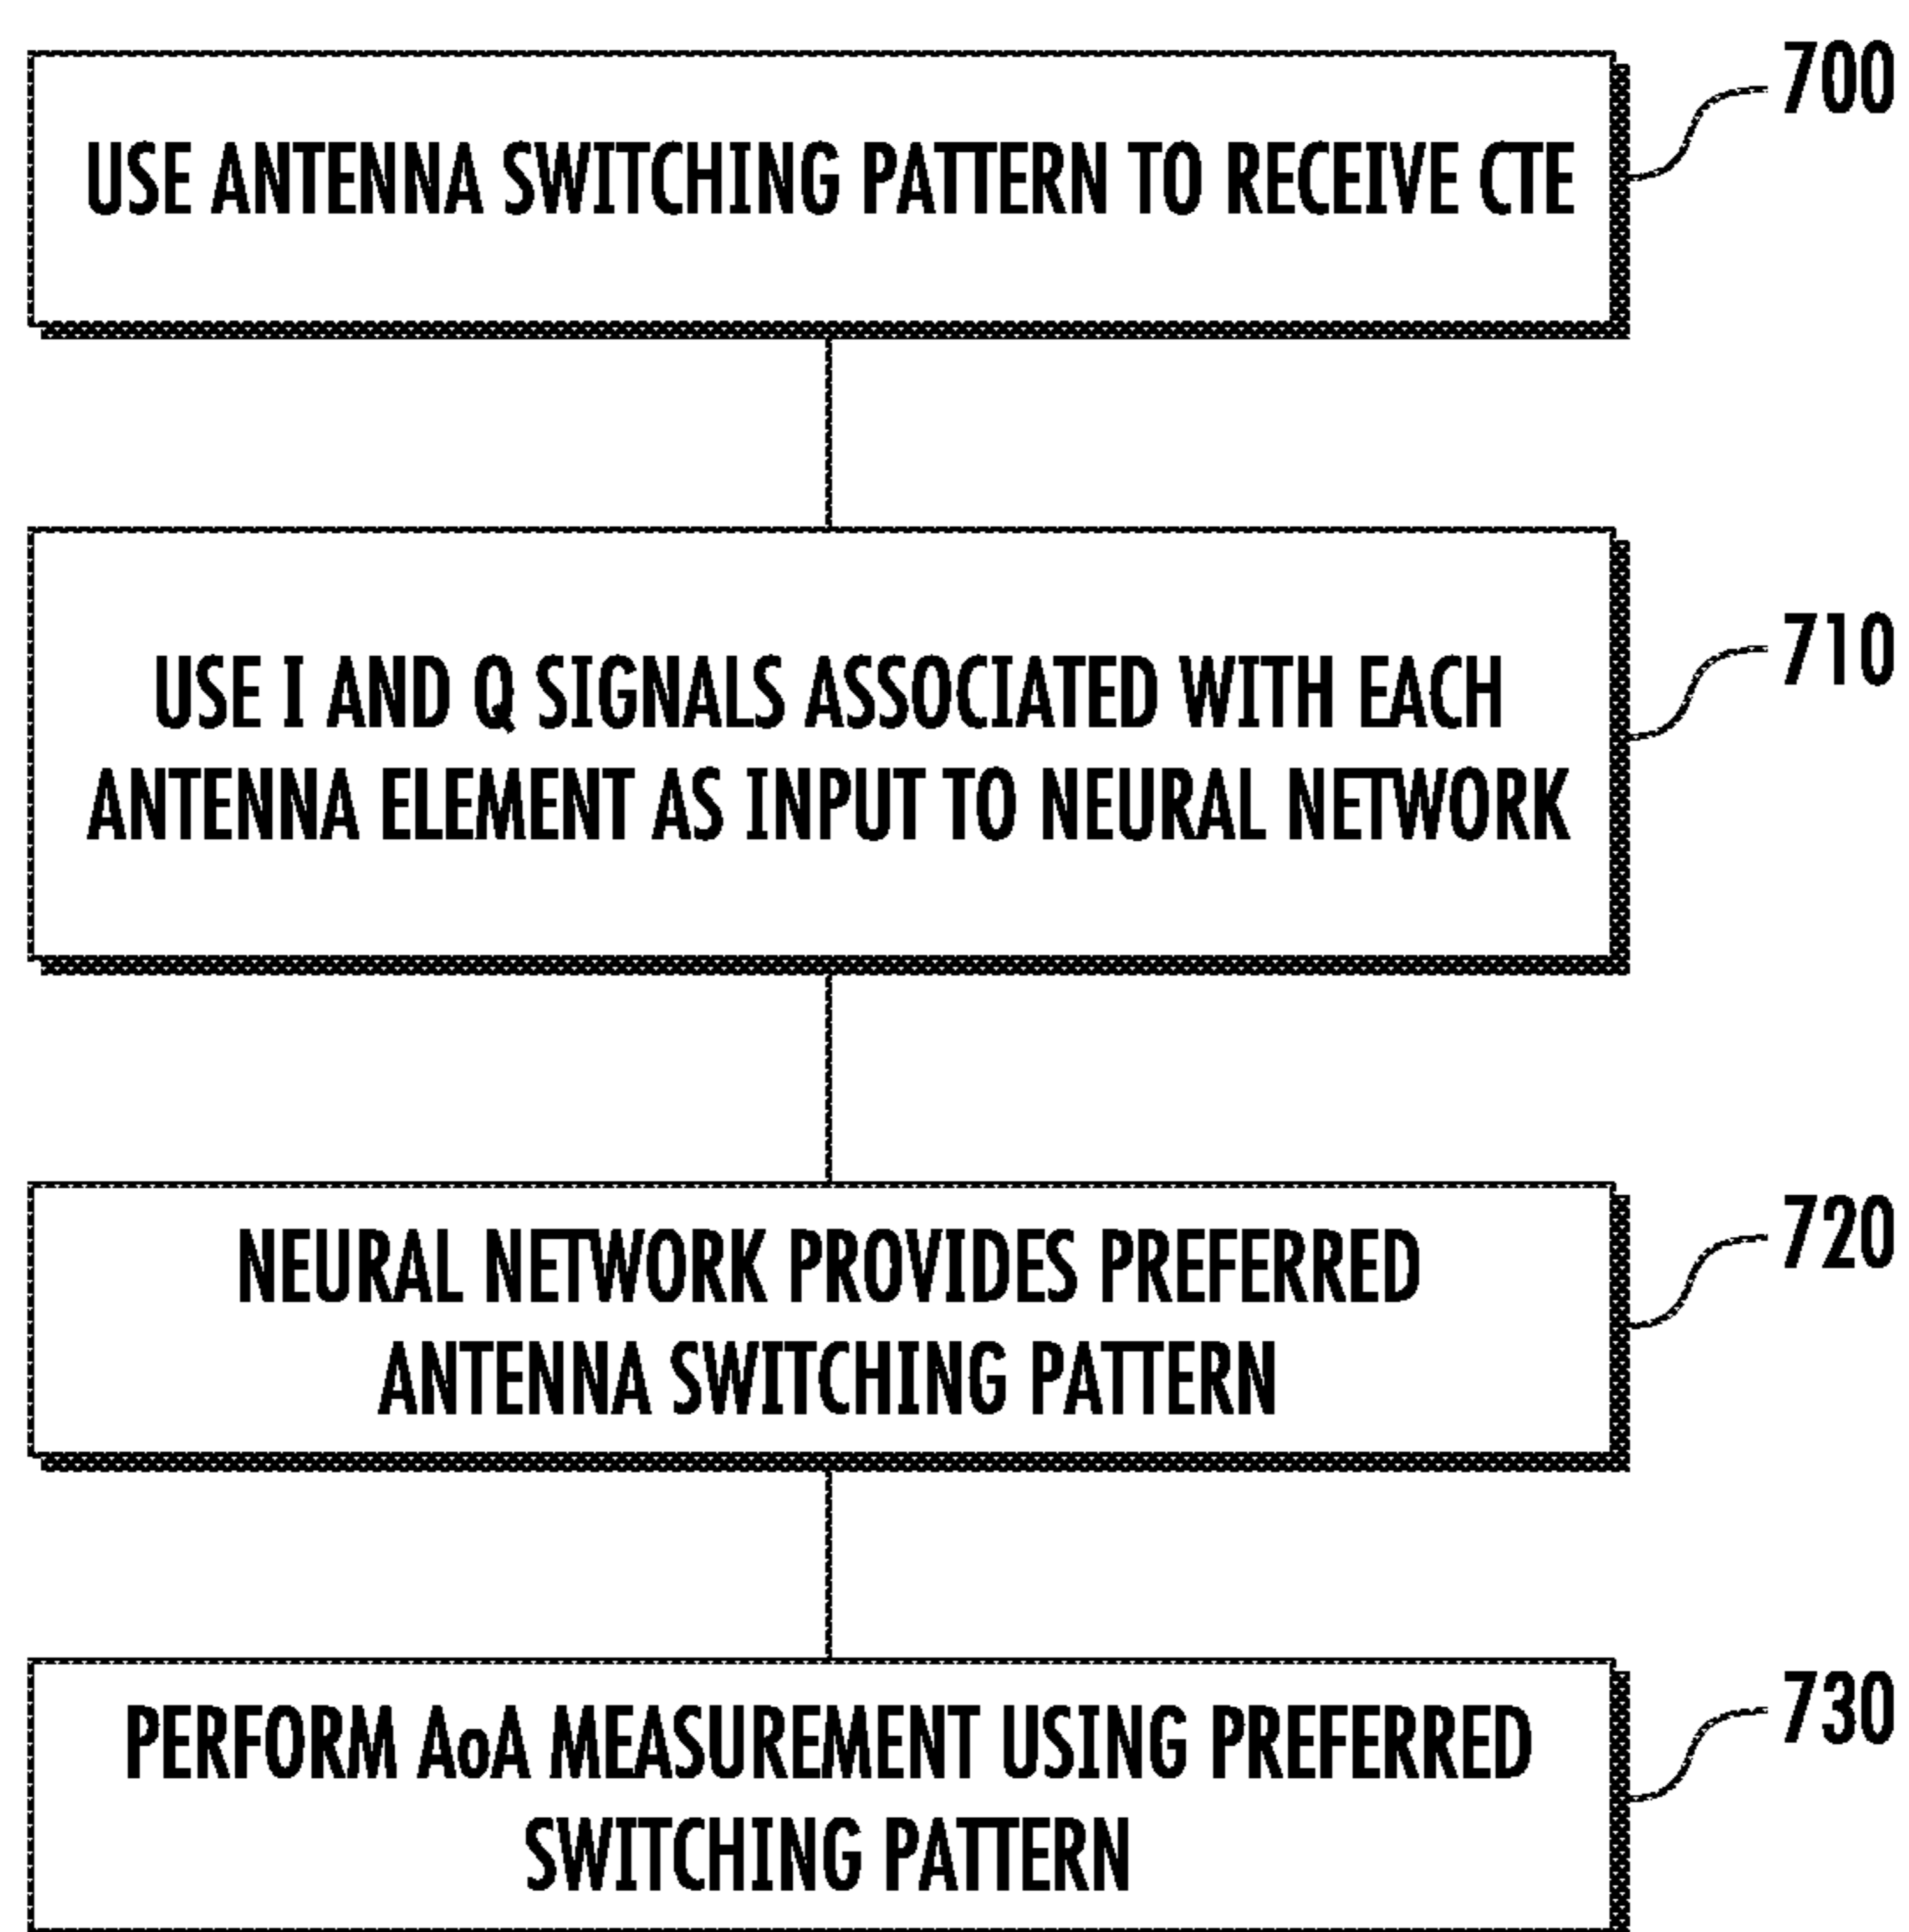 USE ANTENNA SWITCHING PATTERN TO RECEIVE CTE
700
USE I AND Q SIGNALS ASSOCIATED WITH EACH
ANTENNA ELEMENT AS INPUT TO NEURAL NETWORK
710
NEURAL NETWORK PROVIDES PREFERRED
ANTENNA SWITCHING PATTERN
720
PERFORM AoA MEASUREMENT USING PREFERRED
SWITCHING PATTERN
730